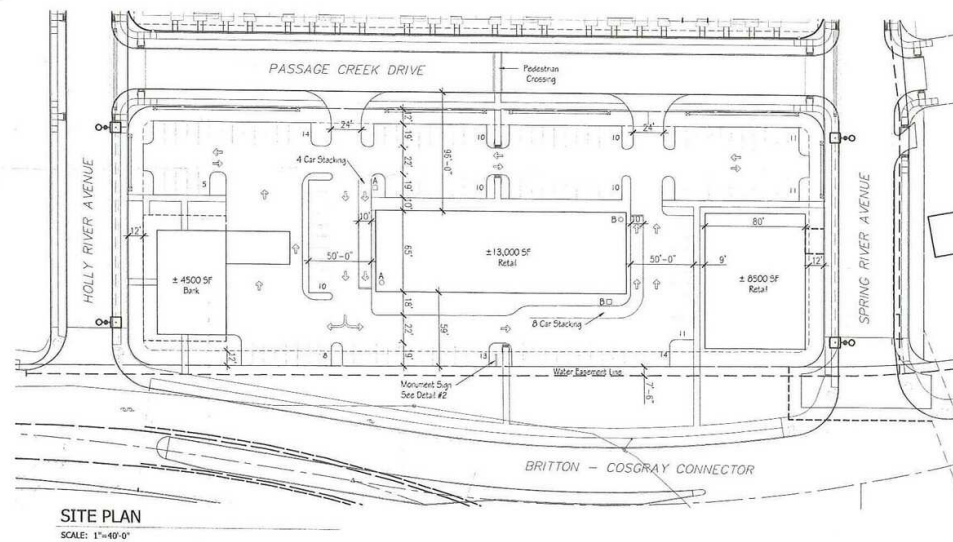 PASSAGE CREEK DRIVE
Pedestrian
Crossing
14
24'
10
10
10
24'
11
12'
19'
4 Car Stacking
96'-0"
22'
5
A
19'
10
10
10
11
10'
HOLLY RIVER AVENUE
SPRING RIVER AVENUE
12'
10'
B
10'
80'
± 4500 SF
Bank
50'-0"
65'
±13,000 SF
Retail
50'-0"
9'
± 8500 SF
Retail
12'
A
10
18'
B
8 Car Stacking
22'
59'
11
12'
8
19'
13
14
Monument Sign
See Detail #2
Water Easement Line
7'-6"
BRITTON - COSGRAY CONNECTOR
SITE PLAN
SCALE: 1"=40'-0"